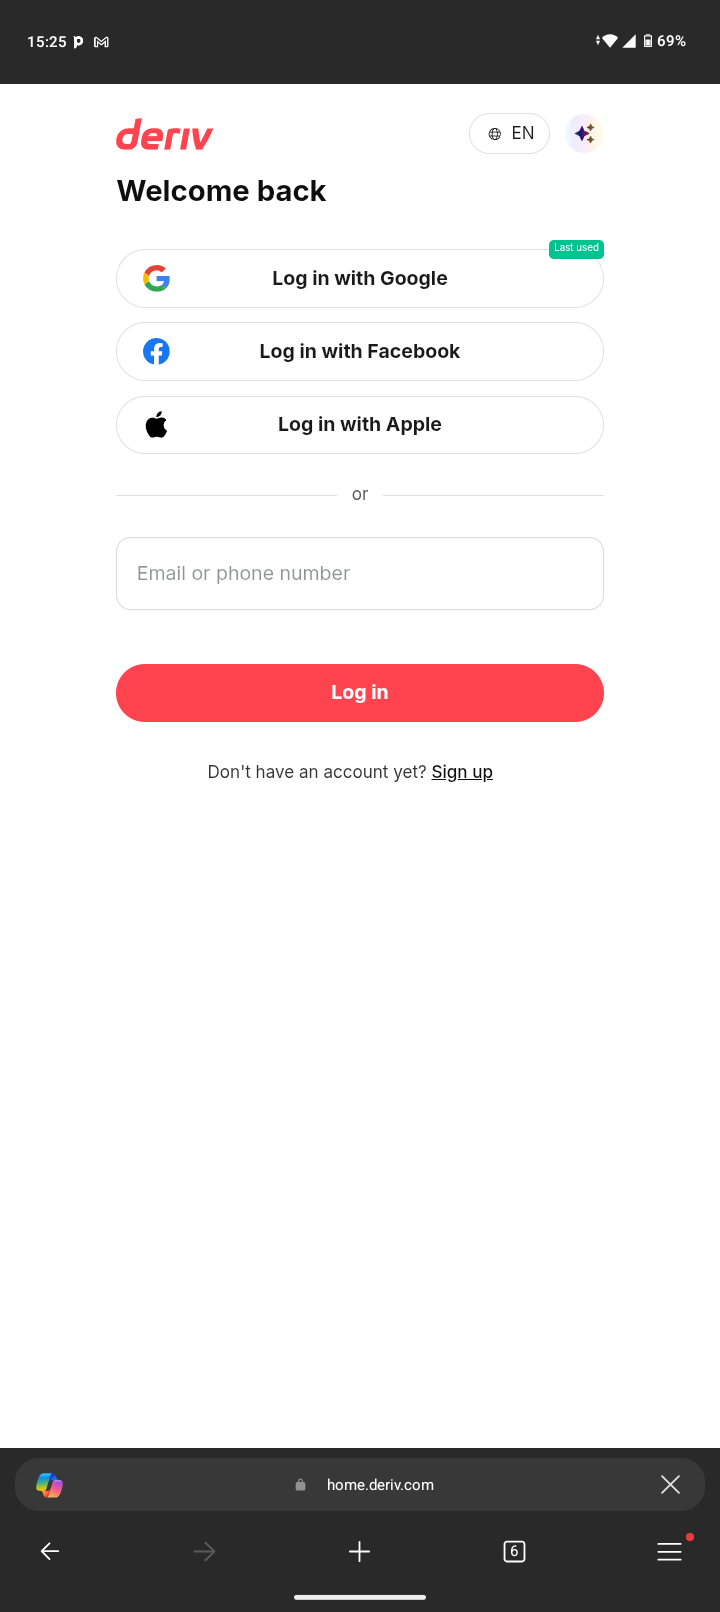 15:25
69%
deriv
EN
Welcome back
Last used
Log in with Google
Log in with Facebook
Log in with Apple
or
Email or phone number
Log in
Don't have an account yet? Sign up
home.deriv.com
6